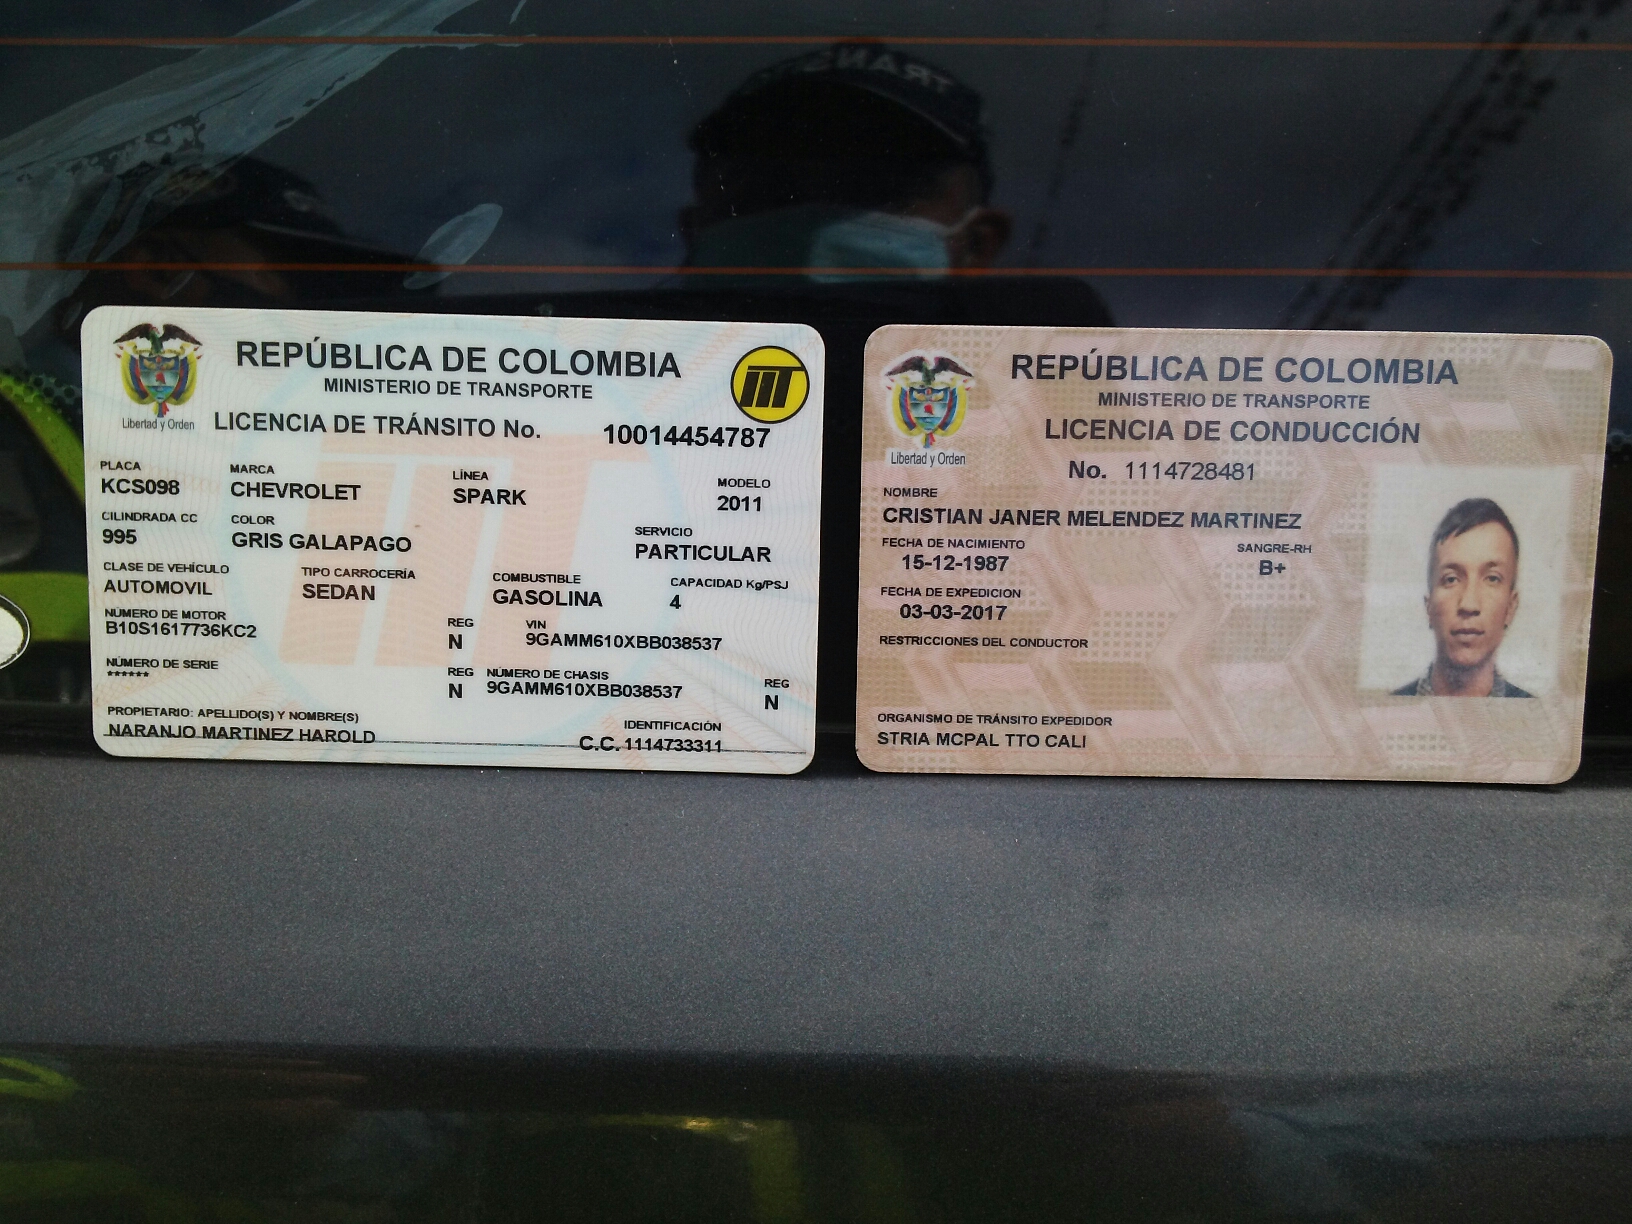 TRANS
REPÚBLICA DE COLOMBIA
MINISTERIO DE TRANSPORTE
Libertad y Orden
LICENCIA DE TRÁNSITO No. 10014454787
PLACA MARCA LÍNEA MODELO
KCS098 CHEVROLET SPARK 2011
CILINDRADA CC COLOR SERVICIO
995 GRIS GALAPAGO PARTICULAR
CLASE DE VEHÍCULO TIPO CARROCERÍA COMBUSTIBLE CAPACIDAD Kg/PSJ
AUTOMOVIL SEDAN GASOLINA 4
NÚMERO DE MOTOR REG VIN
B10S1617736KC2 N 9GAMM610XBB038537
NÚMERO DE SERIE REG NÚMERO DE CHASIS REG
****** N 9GAMM610XBB038537 N
PROPIETARIO: APELLIDO(S) Y NOMBRE(S) IDENTIFICACIÓN
NARANJO MARTINEZ HAROLD C.C. 1114733311
REPÚBLICA DE COLOMBIA
MINISTERIO DE TRANSPORTE
LICENCIA DE CONDUCCIÓN
Libertad y Orden
No. 1114728481
NOMBRE
CRISTIAN JANER MELENDEZ MARTINEZ
FECHA DE NACIMIENTO SANGRE-RH
15-12-1987 B+
FECHA DE EXPEDICION
03-03-2017
RESTRICCIONES DEL CONDUCTOR
ORGANISMO DE TRÁNSITO EXPEDIDOR
STRIA MCPAL TTO CALI